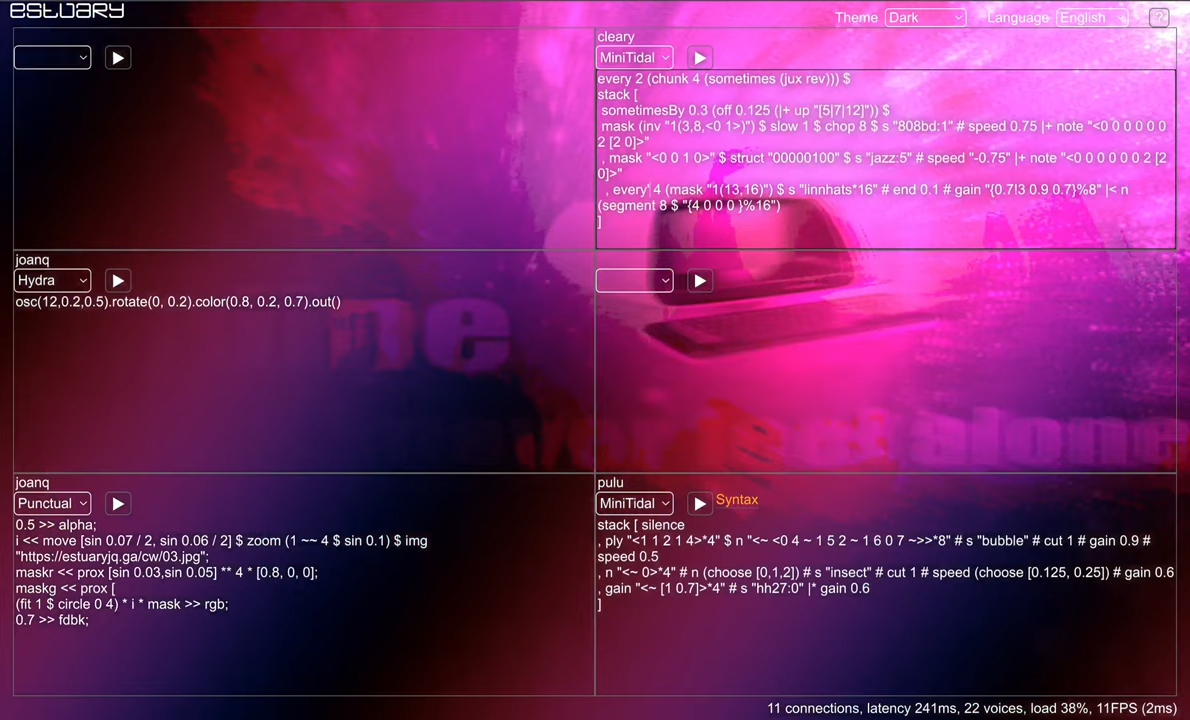 estuary
Theme Dark Language English ?
cleary
MiniTidal
every 2 (chunk 4 (sometimes (jux rev))) $
stack [
sometimesBy 0.3 (off 0.125 (|+ up "[5|7|12]")) $
mask (inv "1(3,8,<0 1>)") $ slow 1 $ chop 8 $ s "808bd:1" # speed 0.75 |+ note "<0 0 0 0 0 0
2 [2 0]>"
, mask "<0 0 1 0>" $ struct "00000100" $ s "jazz:5" # speed "-0.75" |+ note "<0 0 0 0 0 0 2 [2
0]>"
, every' 4 (mask "1(13,16)") $ s "linnhats*16" # end 0.1 # gain "{0.7!3 0.9 0.7}%8" |< n
(segment 8 $ "{4 0 0 0 }%16")
]
joanq
Hydra
osc(12,0.2,0.5).rotate(0, 0.2).color(0.8, 0.2, 0.7).out()
ne
alone
joanq
Punctual
0.5 >> alpha;
i << move [sin 0.07 / 2, sin 0.06 / 2] $ zoom (1 ~~ 4 $ sin 0.1) $ img
"https://estuaryjq.ga/cw/03.jpg";
maskr << prox [sin 0.03,sin 0.05] ** 4 * [0.8, 0, 0];
maskg << prox [
(fit 1 $ circle 0 4) * i * mask >> rgb;
0.7 >> fdbk;
pulu
MiniTidal Syntax
stack [ silence
, ply "<1 1 2 1 4>*4" $ n "<~ <0 4 ~ 1 5 2 ~ 1 6 0 7 ~>>*8" # s "bubble" # cut 1 # gain 0.9 #
speed 0.5
, n "<~ 0>*4" # n (choose [0,1,2]) # s "insect" # cut 1 # speed (choose [0.125, 0.25]) # gain 0.6
, gain "<~ [1 0.7]>*4" # s "hh27:0" |* gain 0.6
]
11 connections, latency 241ms, 22 voices, load 38%, 11FPS (2ms)